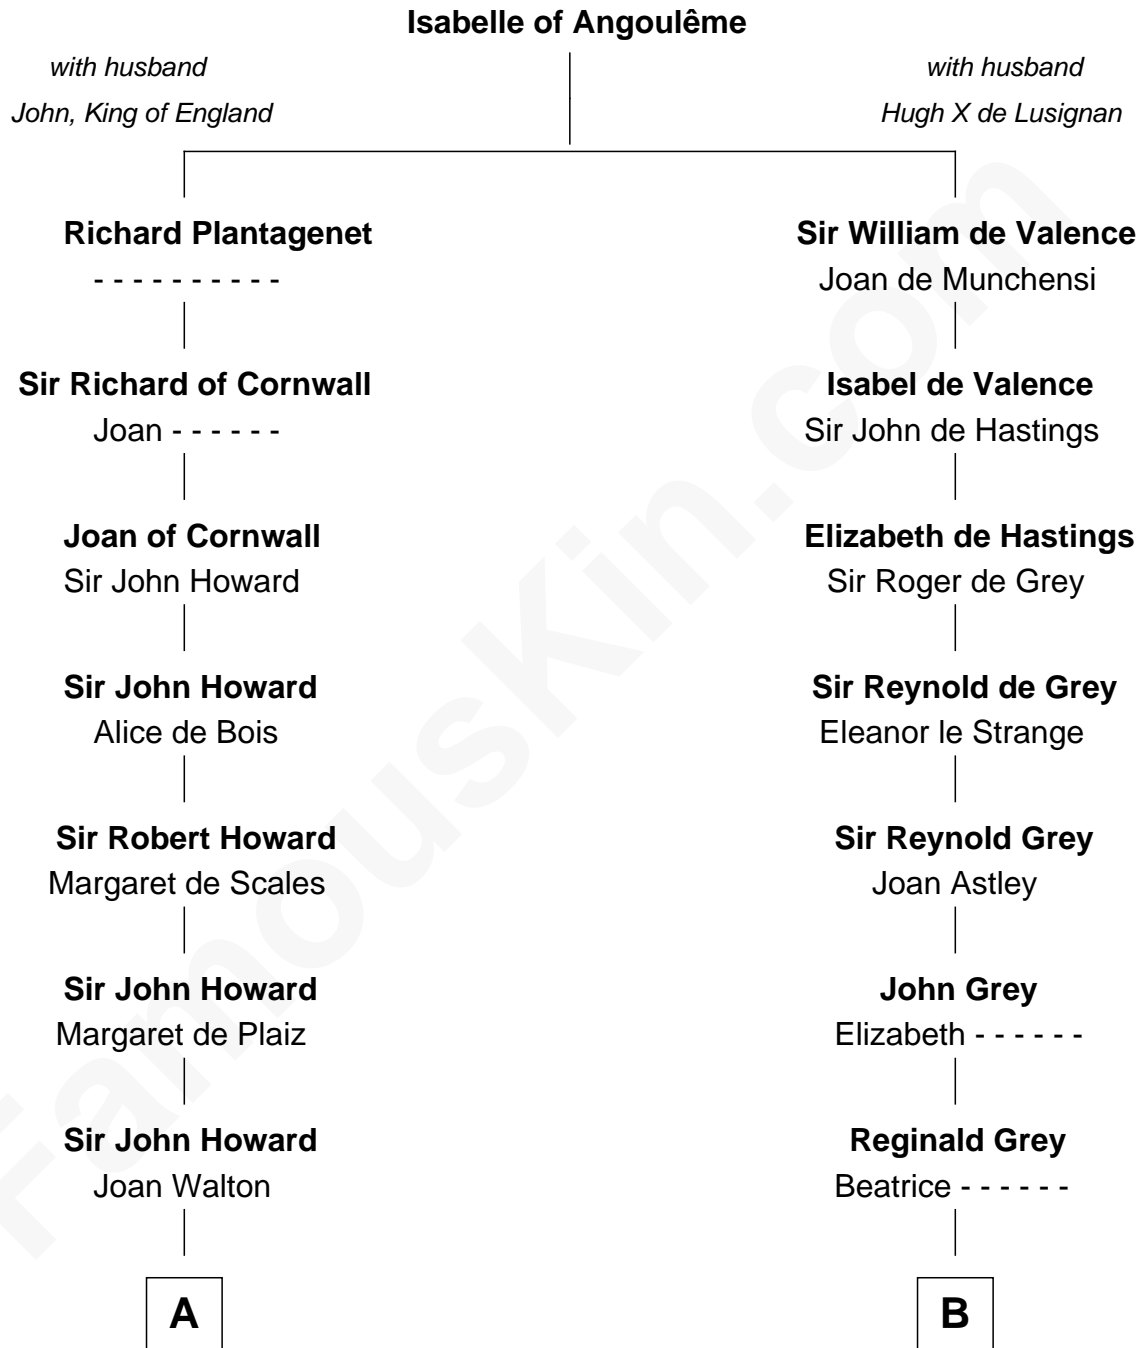 Isabelle of Angoulême
with husband
John, King of England
with husband
Hugh X de Lusignan
Richard Plantagenet
- - - - - - - - - -
Sir William de Valence
Joan de Munchensi
Sir Richard of Cornwall
Joan - - - - - -
Isabel de Valence
Sir John de Hastings
Joan of Cornwall
Sir John Howard
Elizabeth de Hastings
Sir Roger de Grey
Sir John Howard
Alice de Bois
Sir Reynold de Grey
Eleanor le Strange
Sir Robert Howard
Margaret de Scales
Sir Reynold Grey
Joan Astley
Sir John Howard
Margaret de Plaiz
John Grey
Elizabeth - - - - - -
Sir John Howard
Joan Walton
Reginald Grey
Beatrice - - - - - -
A
B
FamousKin.com